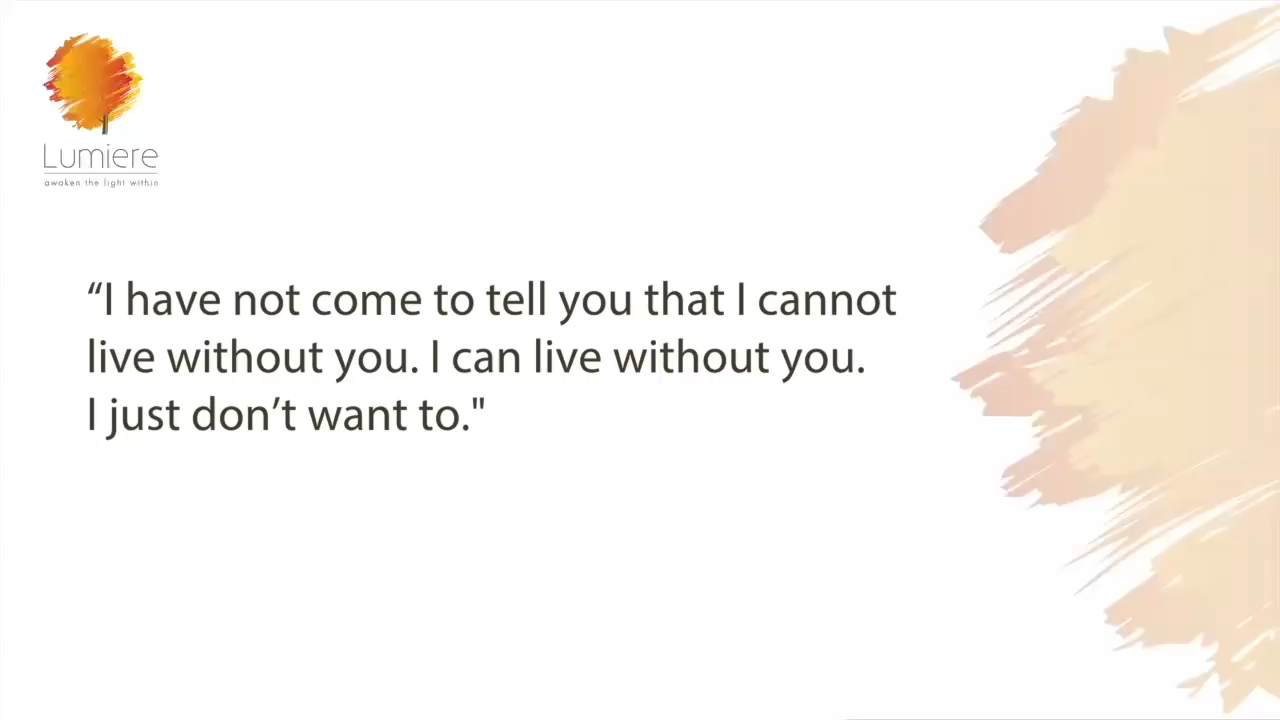 Lumiere
awaken the light within
“I have not come to tell you that I cannot
live without you. I can live without you.
I just don’t want to."